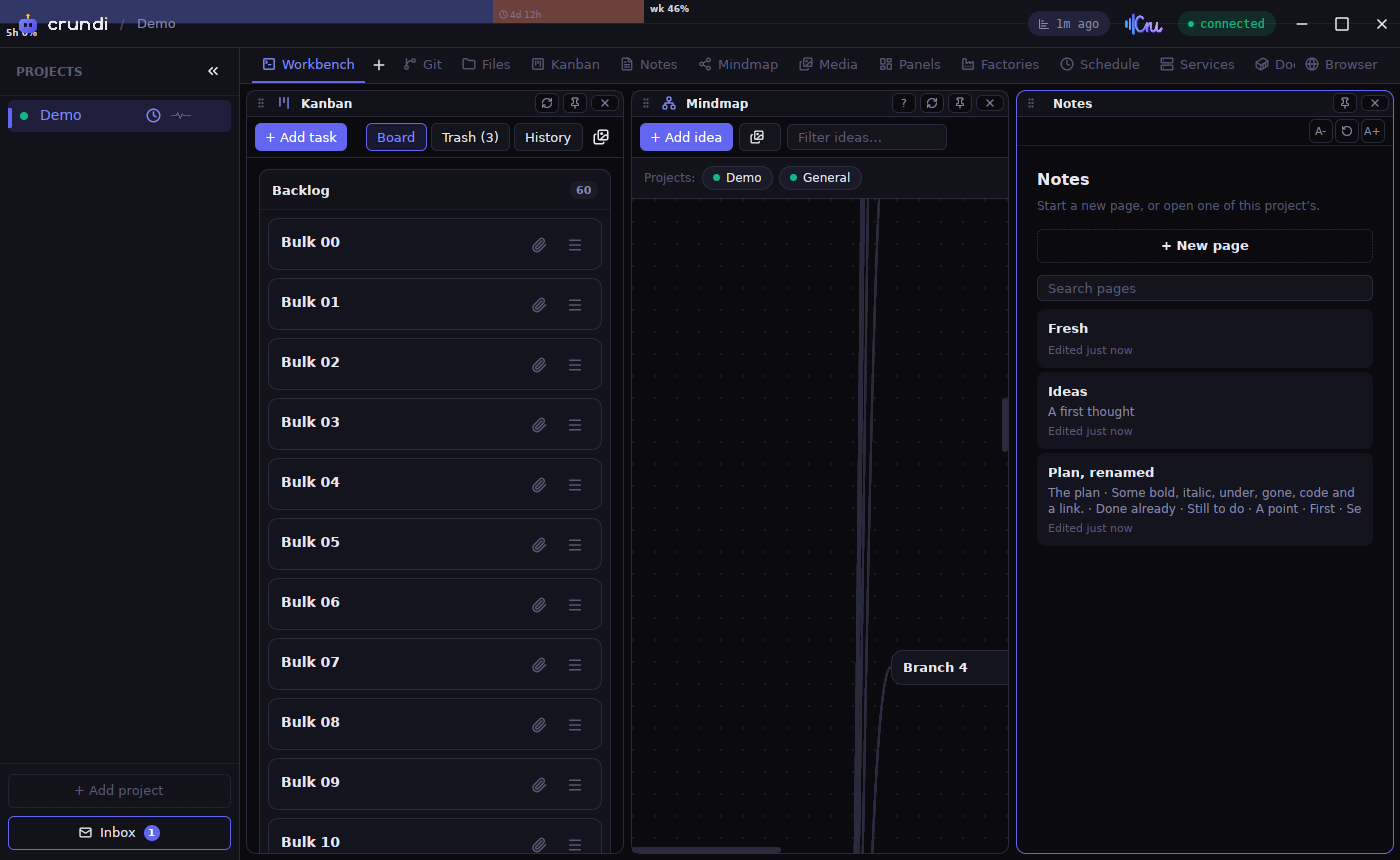 4d 12h
wk 46%
crundi / Demo
1m ago
connected
PROJECTS
Demo
+ Add project
Inbox 1
Workbench
+
Git
Files
Kanban
Notes
Mindmap
Media
Panels
Factories
Schedule
Services
Browser
Kanban
+ Add task
Board
Trash (3)
History
Backlog
60
Bulk 00
Bulk 01
Bulk 02
Bulk 03
Bulk 04
Bulk 05
Bulk 06
Bulk 07
Bulk 08
Bulk 09
Bulk 10
Mindmap
?
+ Add idea
Filter ideas...
Projects:
Demo
General
Branch 4
Notes
A-
A+
Notes
Start a new page, or open one of this project's.
+ New page
Search pages
Fresh
Edited just now
Ideas
A first thought
Edited just now
Plan, renamed
The plan · Some bold, italic, under, gone, code and
a link. · Done already · Still to do · A point · First · Se
Edited just now